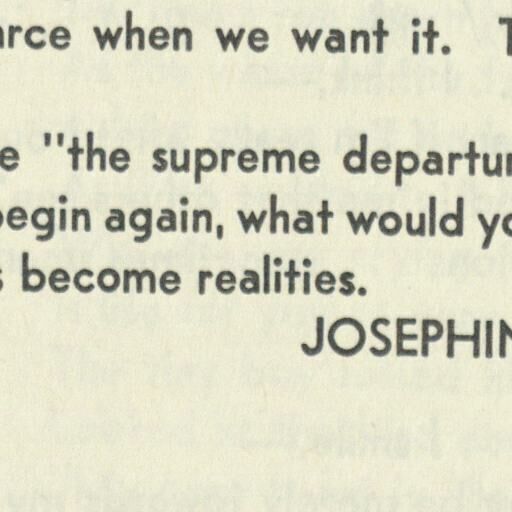 arce when we want it. T
e "the supreme departur
begin again, what would yo
s become realities.
JOSEPHIN